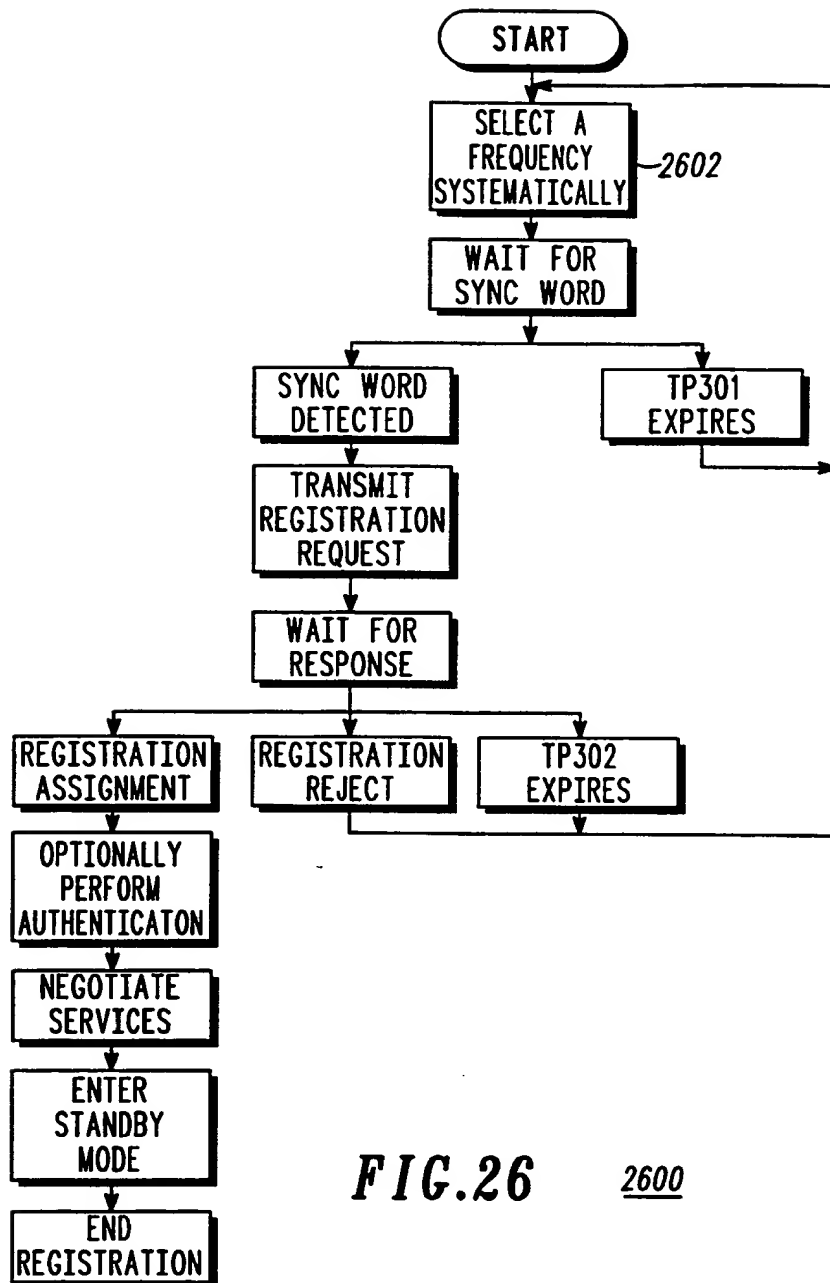 START
SELECT A
FREQUENCY
SYSTEMATICALLY
2602
WAIT FOR
SYNC WORD
SYNC WORD
DETECTED
TP301
EXPIRES
TRANSMIT
REGISTRATION
REQUEST
WAIT FOR
RESPONSE
REGISTRATION
ASSIGNMENT
REGISTRATION
REJECT
TP302
EXPIRES
OPTIONALLY
PERFORM
AUTHENTICATON
NEGOTIATE
SERVICES
ENTER
STANDBY
MODE
END
REGISTRATION
FIG.26
2600